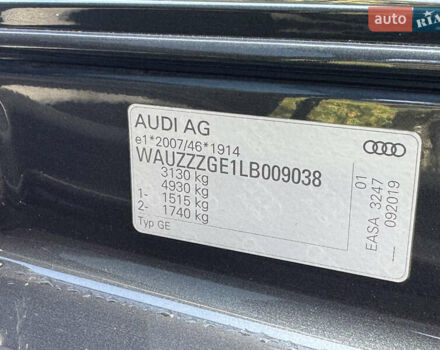 auto
RIA
AUDI AG
e1*2007/46*1914
WAUZZZGE1LB009038
3130 kg
4930 kg
1- 1515 kg
2- 1740 kg
Typ GE
01
EASA 3247
092019